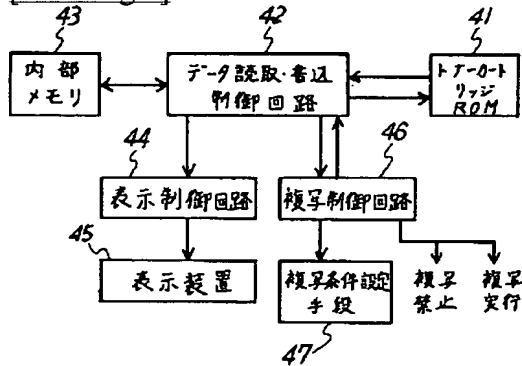 43
42
41
内部
メモリ
データ読取・書込
制御回路
トナーカート
リッジ
ROM
44
46
表示制御回路
複写制御回路
45
表示装置
複写条件設定
手段
複写
禁止
複写
実行
47